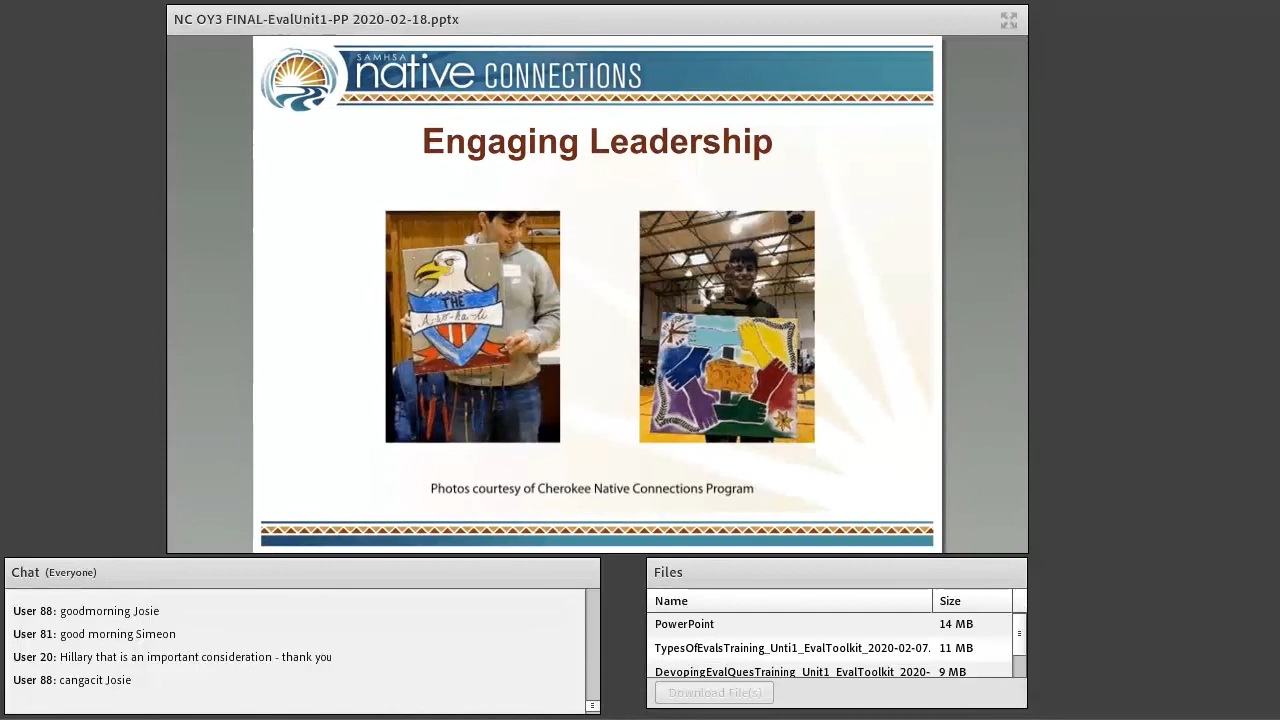 NC OY3 FINAL-EvalUnit1-PP 2020-02-18.pptx
SAMHSA
native CONNECTIONS
Engaging Leadership
THE
Photos courtesy of Cherokee Native Connections Program
Chat (Everyone)
User 88: goodmorning Josie
User 81: good morning Simeon
User 20: Hillary that is an important consideration - thank you
User 88: cangacit Josie
Files
Name Size
PowerPoint 14 MB
TypesOfEvalsTraining_Unti1_EvalToolkit_2020-02-07. 11 MB
DevopingEvalQuesTraining_Unit1_EvalToolkit_2020- 9 MB
Download File(s)